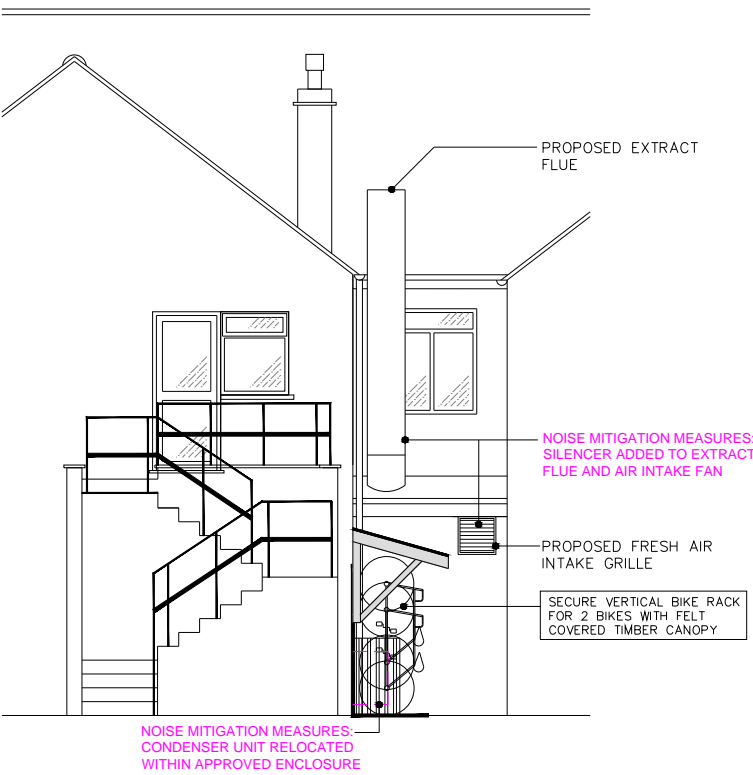 PROPOSED EXTRACT
FLUE
NOISE MITIGATION MEASURES:
SILENCER ADDED TO EXTRACT
FLUE AND AIR INTAKE FAN
PROPOSED FRESH AIR
INTAKE GRILLE
SECURE VERTICAL BIKE RACK
FOR 2 BIKES WITH FELT
COVERED TIMBER CANOPY
NOISE MITIGATION MEASURES:
CONDENSER UNIT RELOCATED
WITHIN APPROVED ENCLOSURE